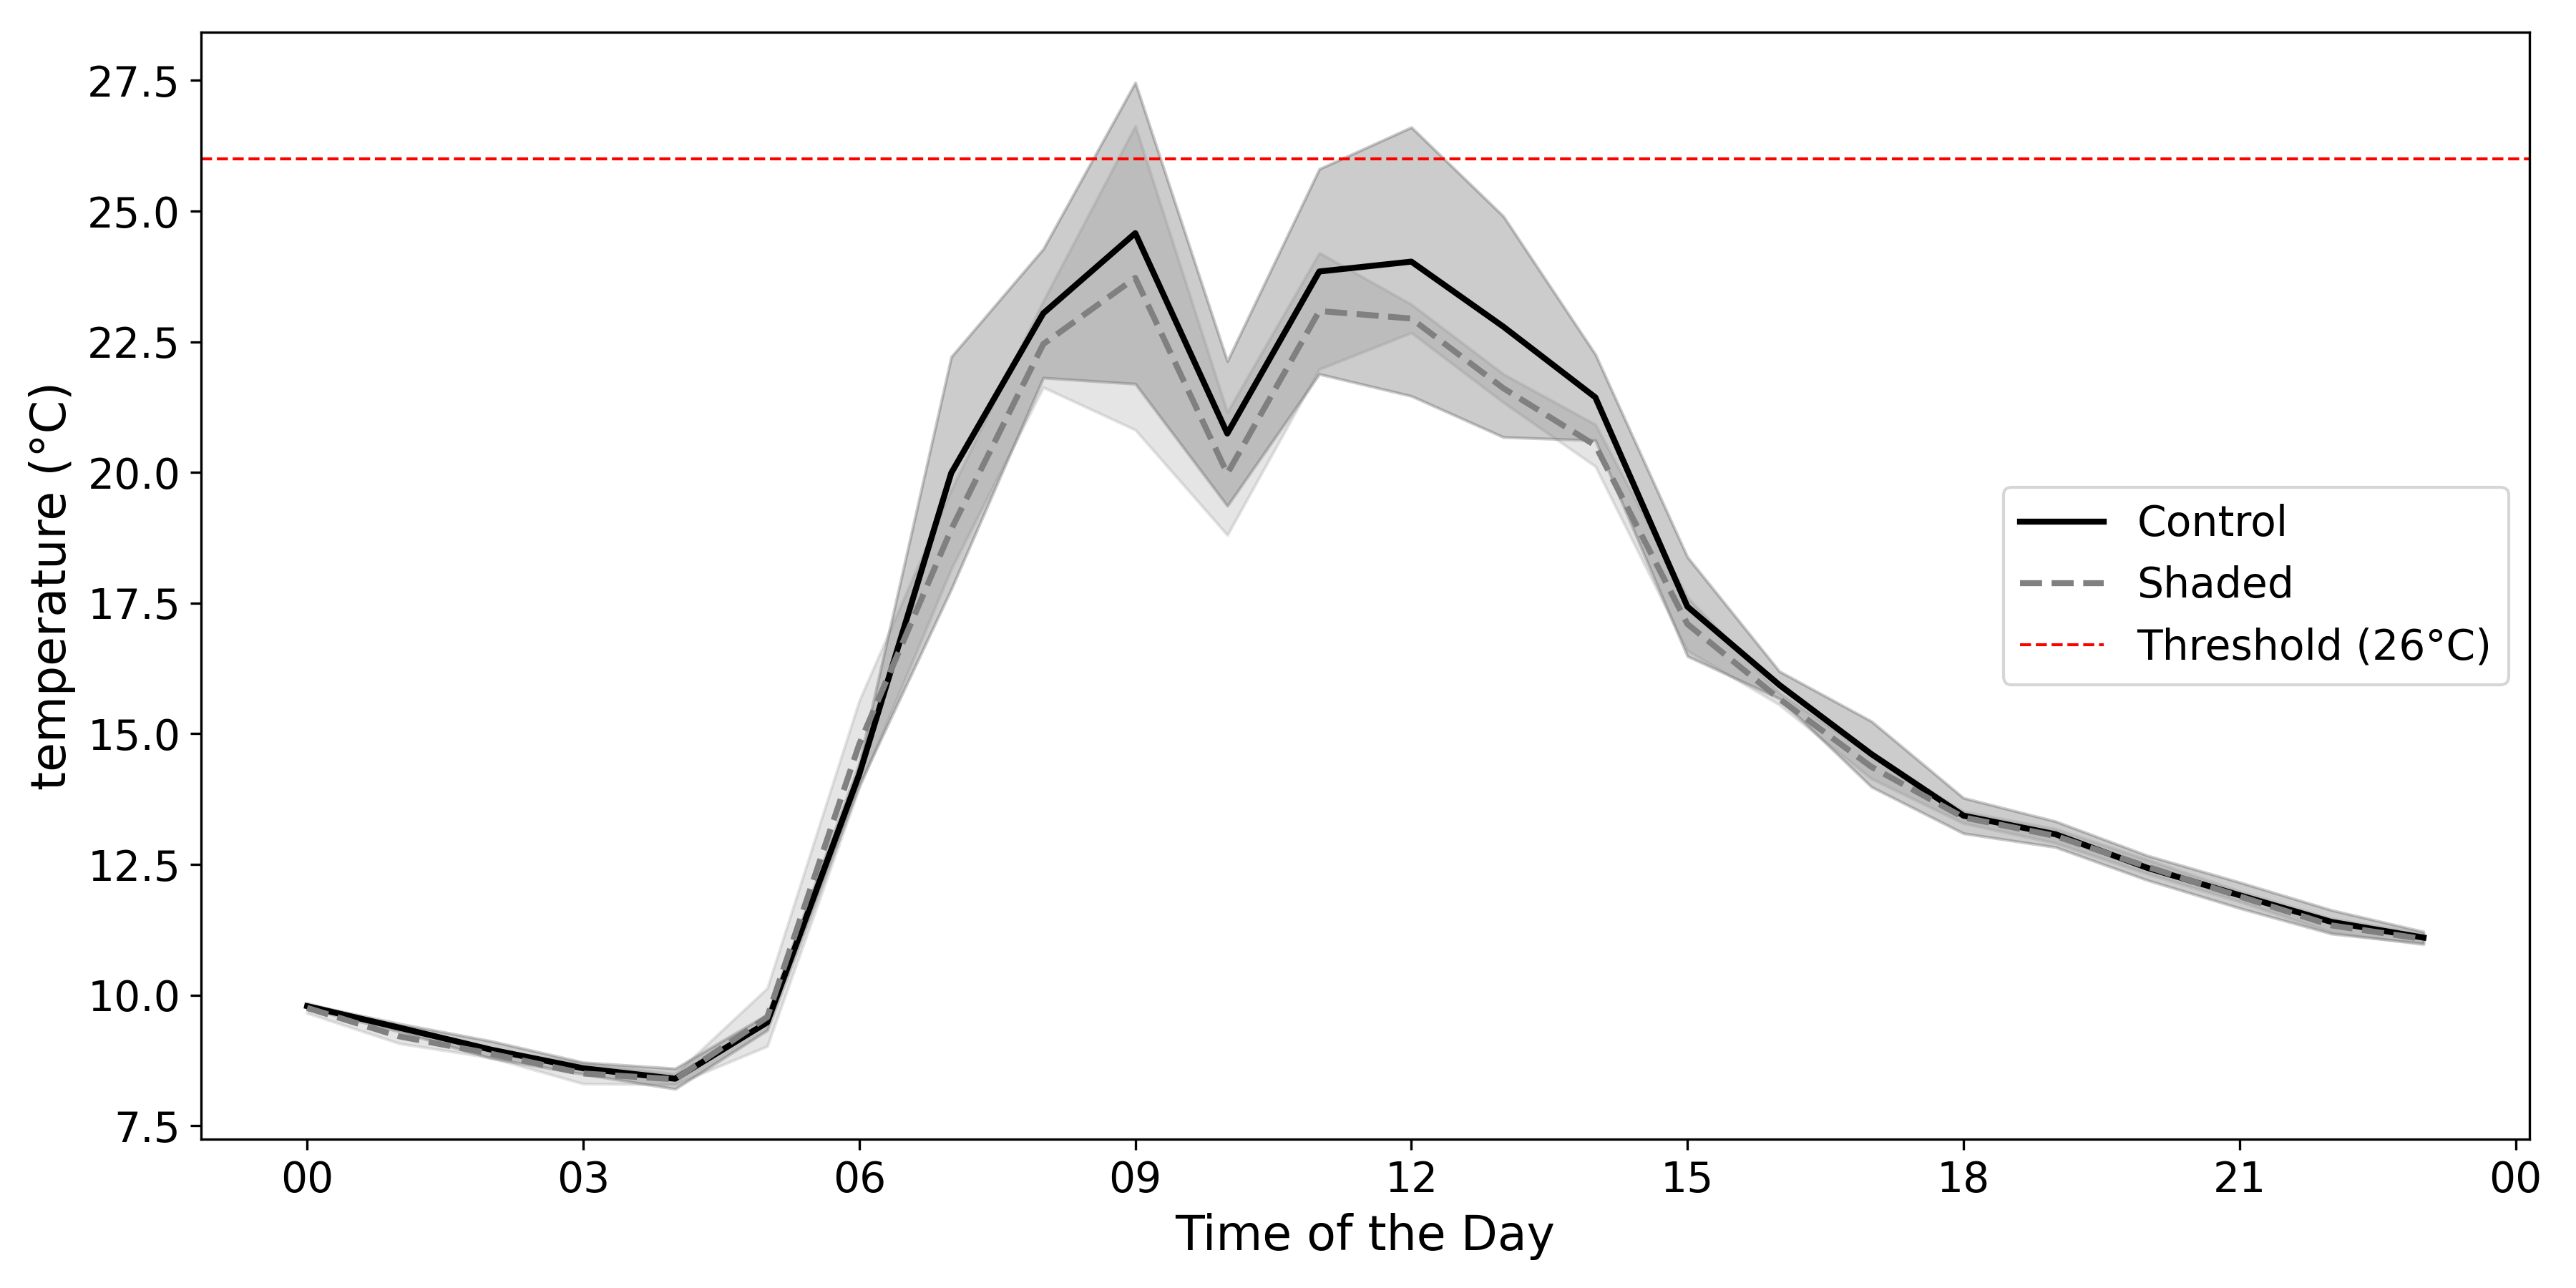 27.5
25.0
22.5
20.0
17.5
15.0
12.5
10.0
7.5
temperature (°C)
Control
Shaded
Threshold (26°C)
00 03 06 09 12 15 18 21 00
Time of the Day